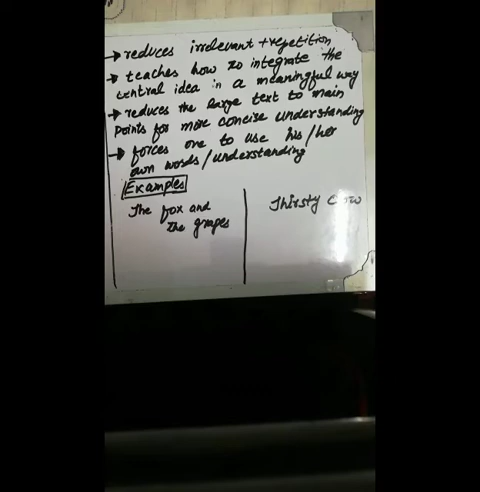 → reduces irrelevant + repetition
→ teaches how to integrate the
central idea in a meaningful way
→ reduces the large text to main
points for more concise understanding
→ forces one to use his/her
own words/understanding
Examples
The fox and
the grapes
Thirsty Crow